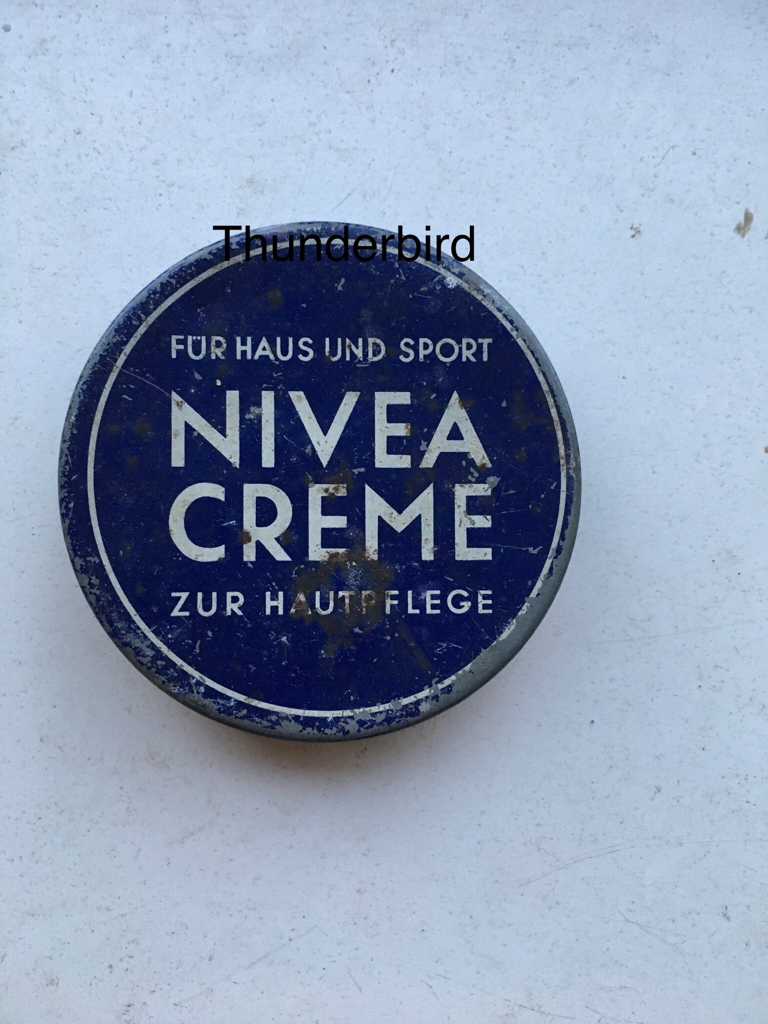 Thunderbird
FÜR HAUS UND SPORT
NIVEA
CREME
ZUR HAUTPFLEGE